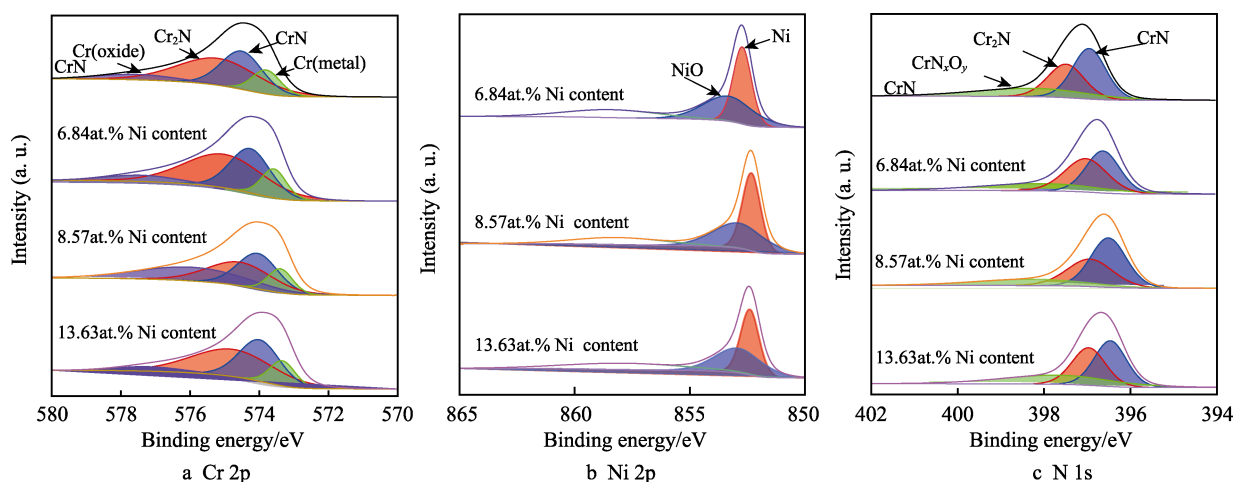 Intensity (a. u.)
Cr₂N
CrN
Cr(oxide)
Cr(metal)
CrN
6.84at.% Ni content
8.57at.% Ni content
13.63at.% Ni content
580 578 576 574 572 570
Binding energy/eV
a Cr 2p
Intensity (a. u.)
Ni
NiO
6.84at.% Ni content
8.57at.% Ni content
13.63at.% Ni content
865 860 855 850
Binding energy/eV
b Ni 2p
Intensity (a. u.)
Cr₂N
CrN
CrNₓOᵧ
CrN
6.84at.% Ni content
8.57at.% Ni content
13.63at.% Ni content
402 400 398 396 394
Binding energy/eV
c N 1s